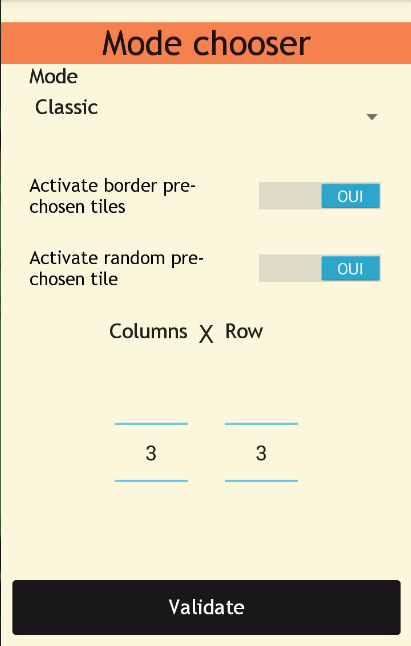 Mode chooser
Mode
Classic
Activate border pre-
chosen tiles
OUI
Activate random pre-
chosen tile
OUI
Columns X Row
3 3
Validate